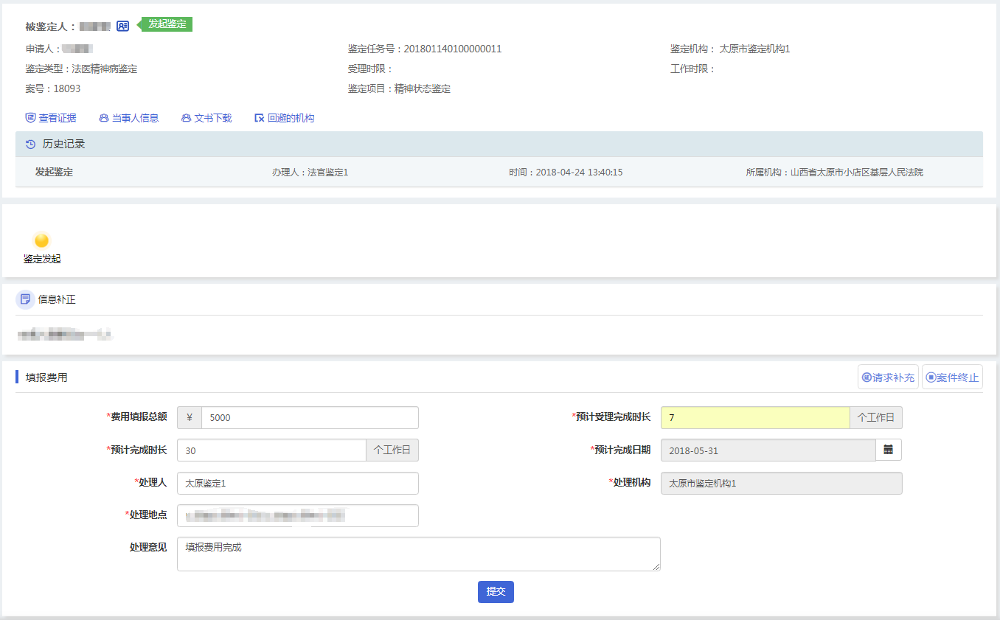 被鉴定人： 发起鉴定
申请人： 鉴定任务号：201801140100000011 鉴定机构： 太原市鉴定机构1
鉴定类型：法医精神病鉴定 受理时限： 工作时限：
案号：18093 鉴定项目：精神状态鉴定
查看证据 当事人信息 文书下载 回避的机构
历史记录
发起鉴定 办理人：法官鉴定1 时间：2018-04-24 13:40:15 所属机构：山西省太原市小店区基层人民法院
鉴定发起
信息补正
填报费用 请求补充 案件终止
*费用填报总额 ¥ 5000 *预计受理完成时长 7 个工作日
*预计完成时长 30 个工作日 *预计完成日期 2018-05-31
*处理人 太原鉴定1 *处理机构 太原市鉴定机构1
*处理地点
处理意见 填报费用完成
提交